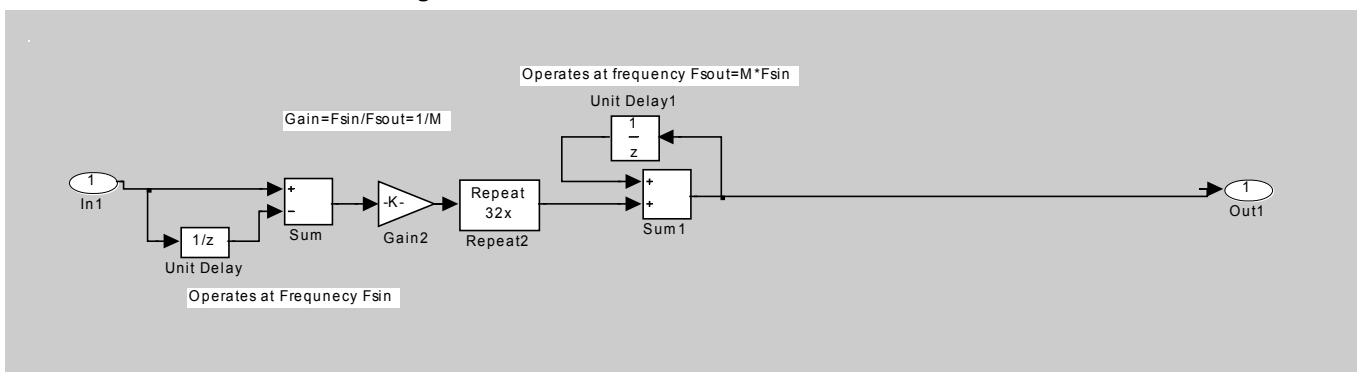 Operates at frequency Fsout=M*Fsin
Unit Delay1
Gain=Fsin/Fsout=1/M
1
z
1
In1
+
−
Sum
-K-
Gain2
Repeat
32x
Repeat2
+
+
Sum1
1
Out1
1/z
Unit Delay
Operates at Frequnecy Fsin